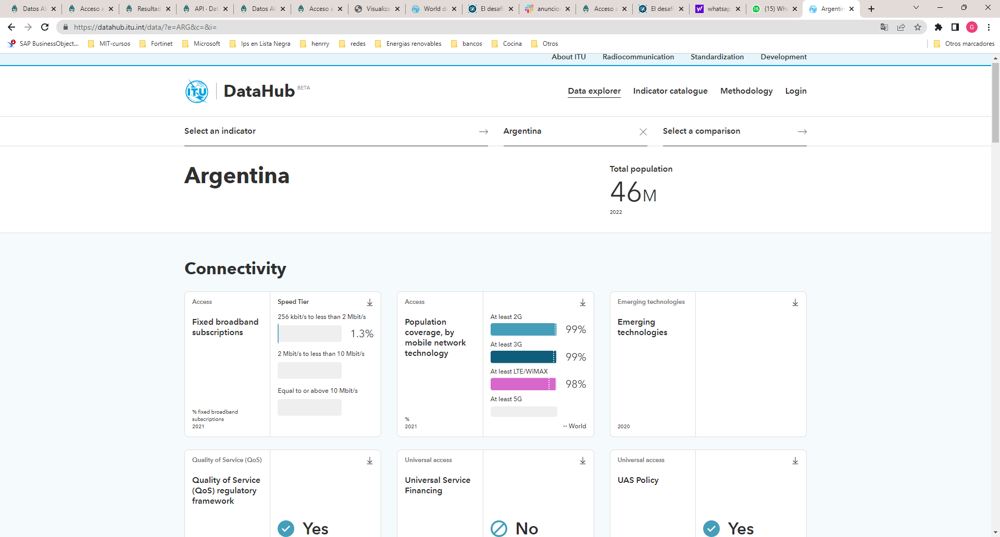 Datos Ab
Acceso a
Resultad
API · Dat
Datos Ab
Acceso a
Visualiza
World da
El desafí
anuncios
Acceso a
El desafí
whatsap
(15) Wha
Argentin
https://datahub.itu.int/data/?e=ARG&c=&i=
G
SAP BusinessObject...
MIT-cursos
Fortinet
Microsoft
Ips en Lista Negra
henrry
redes
Energias renovables
bancos
Cocina
Otros
Otros marcadores
About ITU
Radiocommunication
Standardization
Development
ITU
DataHub BETA
Data explorer
Indicator catalogue
Methodology
Login
Select an indicator
Argentina
Select a comparison
Argentina
Total population
46M
2022
Connectivity
Access
Fixed broadband
subscriptions
% fixed broadband
subscriptions
2021
Speed Tier
256 kbit/s to less than 2 Mbit/s
1.3%
2 Mbit/s to less than 10 Mbit/s
Equal to or above 10 Mbit/s
Access
Population
coverage, by
mobile network
technology
%
2021
At least 2G
99%
At least 3G
99%
At least LTE/WiMAX
98%
At least 5G
·· World
Emerging technologies
Emerging
technologies
2020
Quality of Service (QoS)
Quality of Service
(QoS) regulatory
framework
Yes
Universal access
Universal Service
Financing
No
Universal access
UAS Policy
Yes